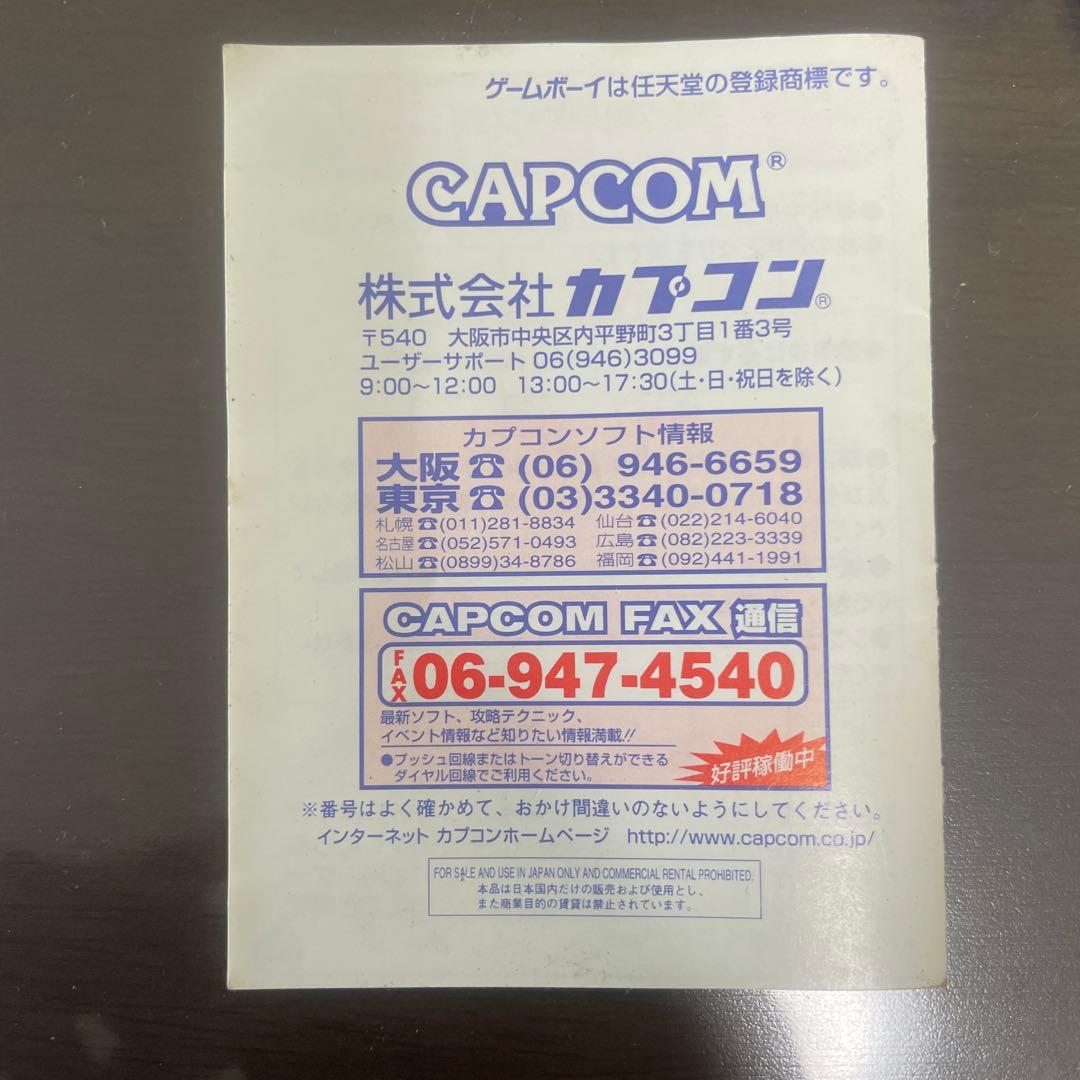 ゲームボーイは任天堂の登録商標です。
CAPCOM®
株式会社カプコン®
〒540 大阪市中央区内平野町3丁目1番3号
ユーザーサポート 06(946)3099
9:00～12:00 13:00～17:30(土・日・祝日を除く)
カプコンソフト情報
大阪☎(06) 946-6659
東京☎(03)3340-0718
札幌☎(011)281-8834 仙台☎(022)214-6040
名古屋☎(052)571-0493 広島☎(082)223-3339
松山☎(0899)34-8786 福岡☎(092)441-1991
CAPCOM FAX 通信
FAX 06-947-4540
最新ソフト、攻略テクニック、
イベント情報など知りたい情報満載!!
●プッシュ回線またはトーン切り替えができる
ダイヤル回線でご利用ください。
好評稼働中
※番号はよく確かめて、おかけ間違いのないようにしてください。
インターネット カプコンホームページ http://www.capcom.co.jp/
FOR SALE AND USE IN JAPAN ONLY AND COMMERCIAL RENTAL PROHIBITED.
本品は日本国内だけの販売および使用とし、
また商業目的の賃貸は禁止されています。